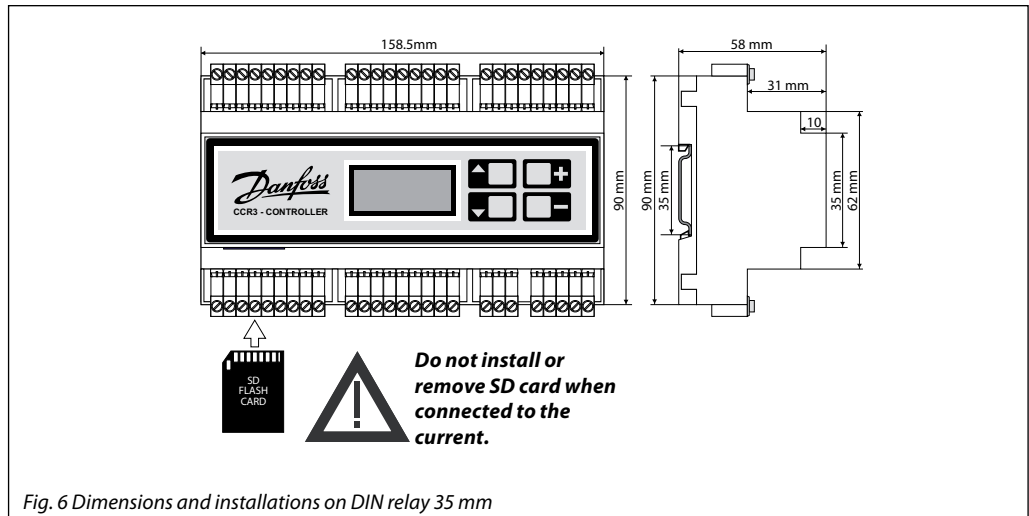 158.5mm
58 mm
31 mm
10
90 mm
90 mm
35 mm
35 mm
62 mm
Danfoss
CCR3 - CONTROLLER
+
−
SD
FLASH
CARD
!
Do not install or
remove SD card when
connected to the
current.
Fig. 6 Dimensions and installations on DIN relay 35 mm